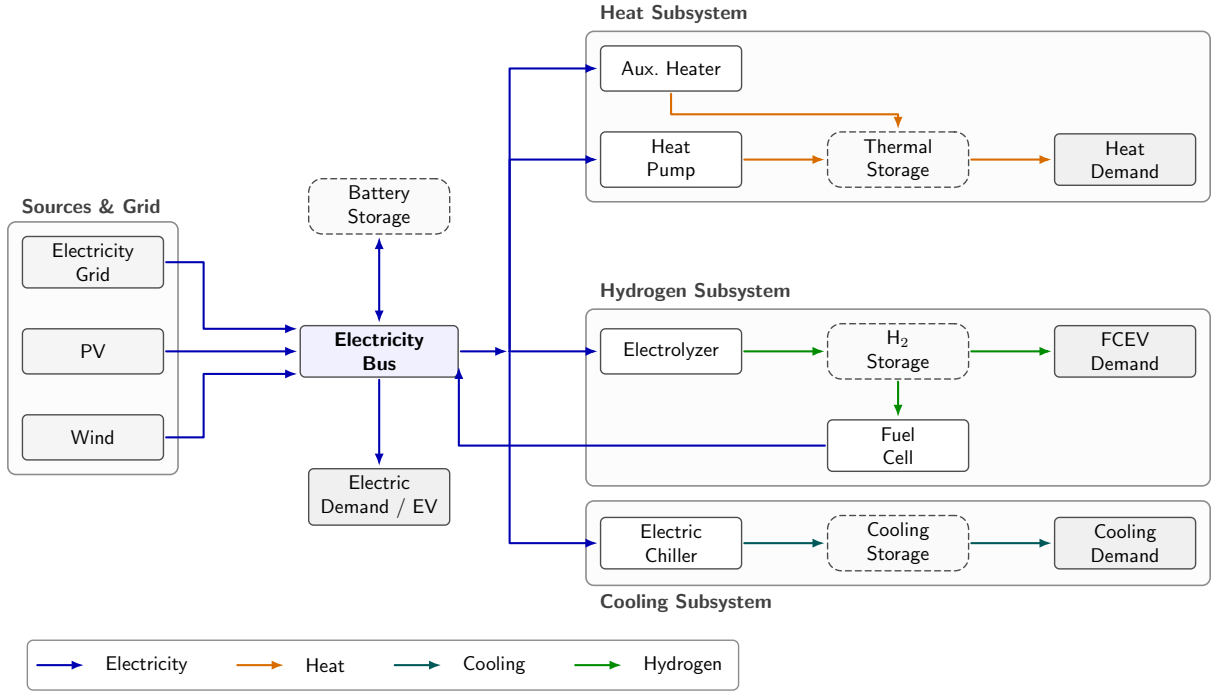 Heat Subsystem
Aux. Heater
Heat
Pump
Thermal
Storage
Heat
Demand
Sources & Grid
Electricity
Grid
PV
Wind
Battery
Storage
Electricity
Bus
Electric
Demand / EV
Hydrogen Subsystem
Electrolyzer
H₂
Storage
FCEV
Demand
Fuel
Cell
Electric
Chiller
Cooling
Storage
Cooling
Demand
Cooling Subsystem
Electricity
Heat
Cooling
Hydrogen